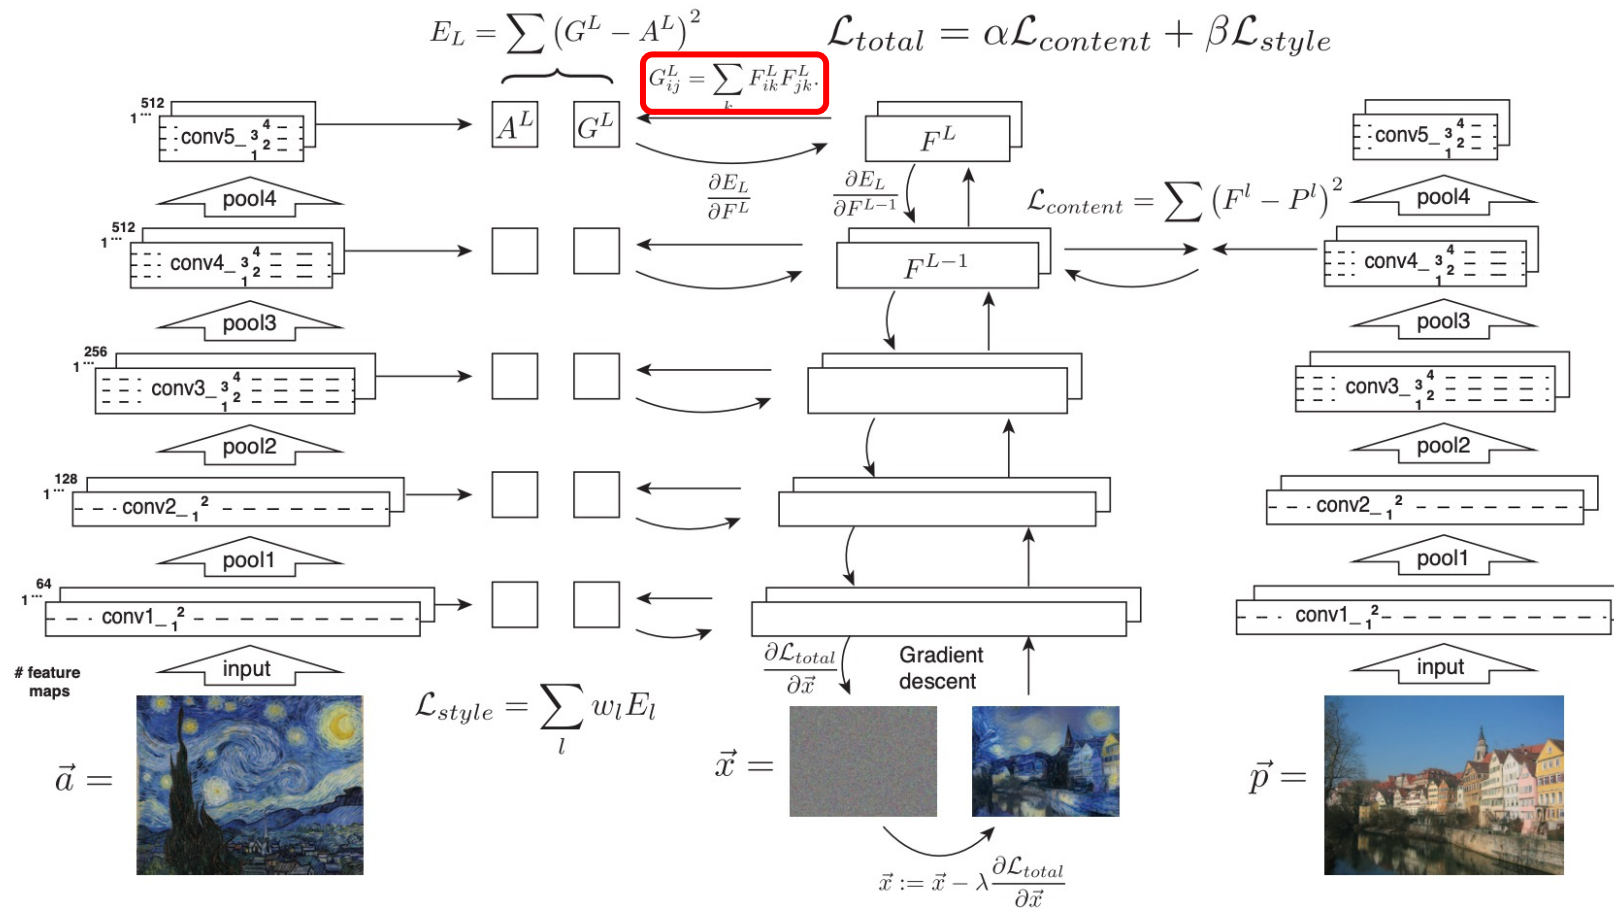 E_L = ∑ (G^L − A^L)^2
ℒ_total = αℒ_content + βℒ_style
G^L_ij = ∑_k F^L_ik F^L_jk.
1 ... 512
conv5_ 1 2 3 4
A^L
G^L
F^L
conv5_ 1 2 3 4
∂E_L/∂F^L
∂E_L/∂F^{L−1}
ℒ_content = ∑ (F^l − P^l)^2
pool4
pool4
1 ... 512
conv4_ 1 2 3 4
F^{L−1}
conv4_ 1 2 3 4
pool3
pool3
1 ... 256
conv3_ 1 2 3 4
conv3_ 1 2 3 4
pool2
pool2
1 ... 128
conv2_ 1 2
conv2_ 1 2
pool1
pool1
1 ... 64
conv1_ 1 2
conv1_ 1 2
input
input
# feature
maps
∂ℒ_total/∂x⃗
Gradient
descent
ℒ_style = ∑_l w_l E_l
a⃗ =
x⃗ =
p⃗ =
x⃗ := x⃗ − λ ∂ℒ_total/∂x⃗